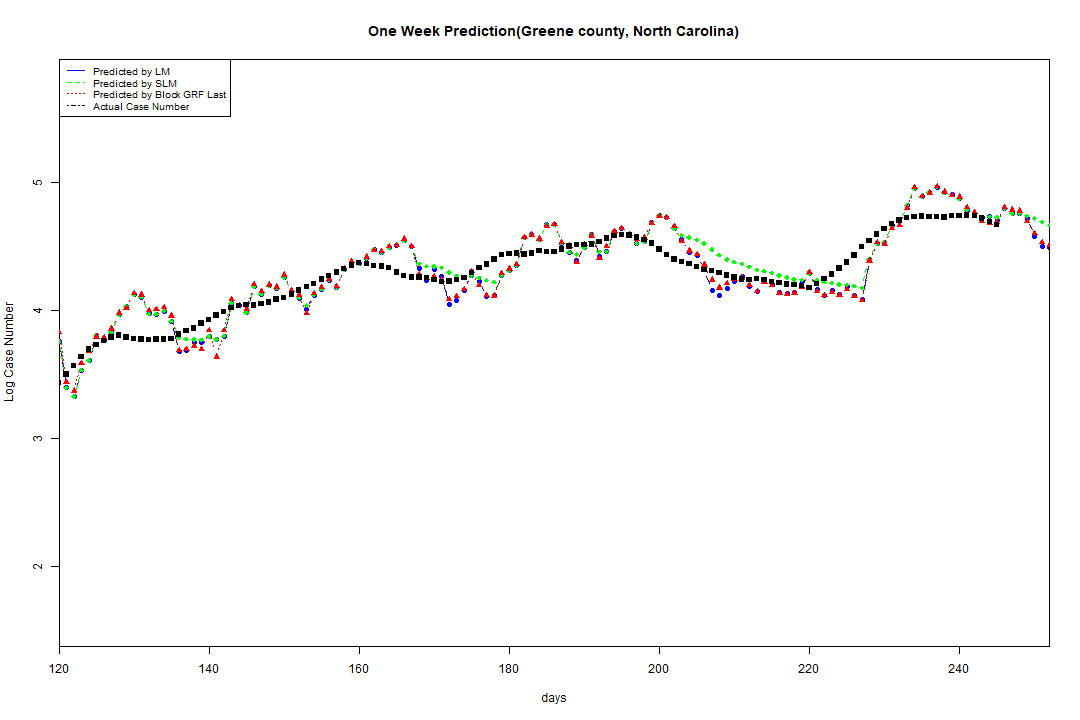 One Week Prediction(Greene county, North Carolina)
Predicted by LM
Predicted by SLM
Predicted by Block GRF Last
Actual Case Number
5
4
3
2
Log Case Number
120 140 160 180 200 220 240
days